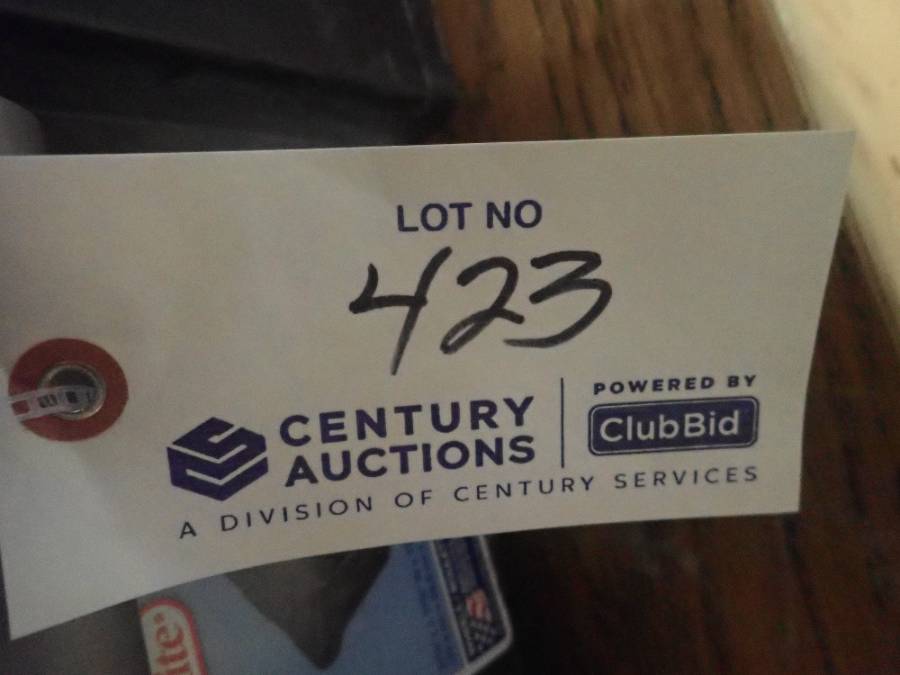 LOT NO
423
CENTURY
AUCTIONS
POWERED BY
ClubBid
A DIVISION OF CENTURY SERVICES